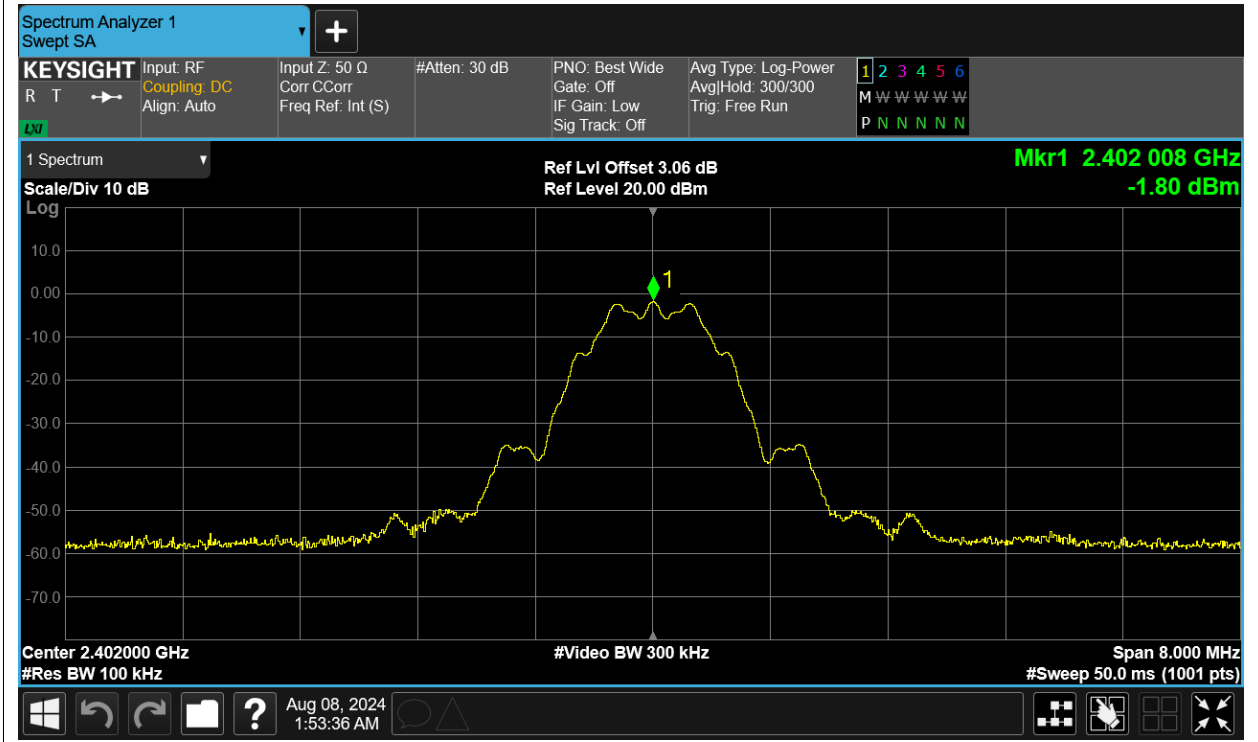 Spectrum Analyzer 1
Swept SA
KEYSIGHT
R T
LXI
Input: RF
Coupling: DC
Align: Auto
Input Z: 50 Ω
Corr CCorr
Freq Ref: Int (S)
#Atten: 30 dB
PNO: Best Wide
Gate: Off
IF Gain: Low
Sig Track: Off
Avg Type: Log-Power
Avg|Hold: 300/300
Trig: Free Run
1 2 3 4 5 6
M W W W W W
P N N N N N
1 Spectrum
Scale/Div 10 dB
Log
Ref Lvl Offset 3.06 dB
Ref Level 20.00 dBm
Mkr1 2.402 008 GHz
-1.80 dBm
1
10.0
0.00
-10.0
-20.0
-30.0
-40.0
-50.0
-60.0
-70.0
Center 2.402000 GHz
#Video BW 300 kHz
Span 8.000 MHz
#Res BW 100 kHz
#Sweep 50.0 ms (1001 pts)
?
Aug 08, 2024
1:53:36 AM